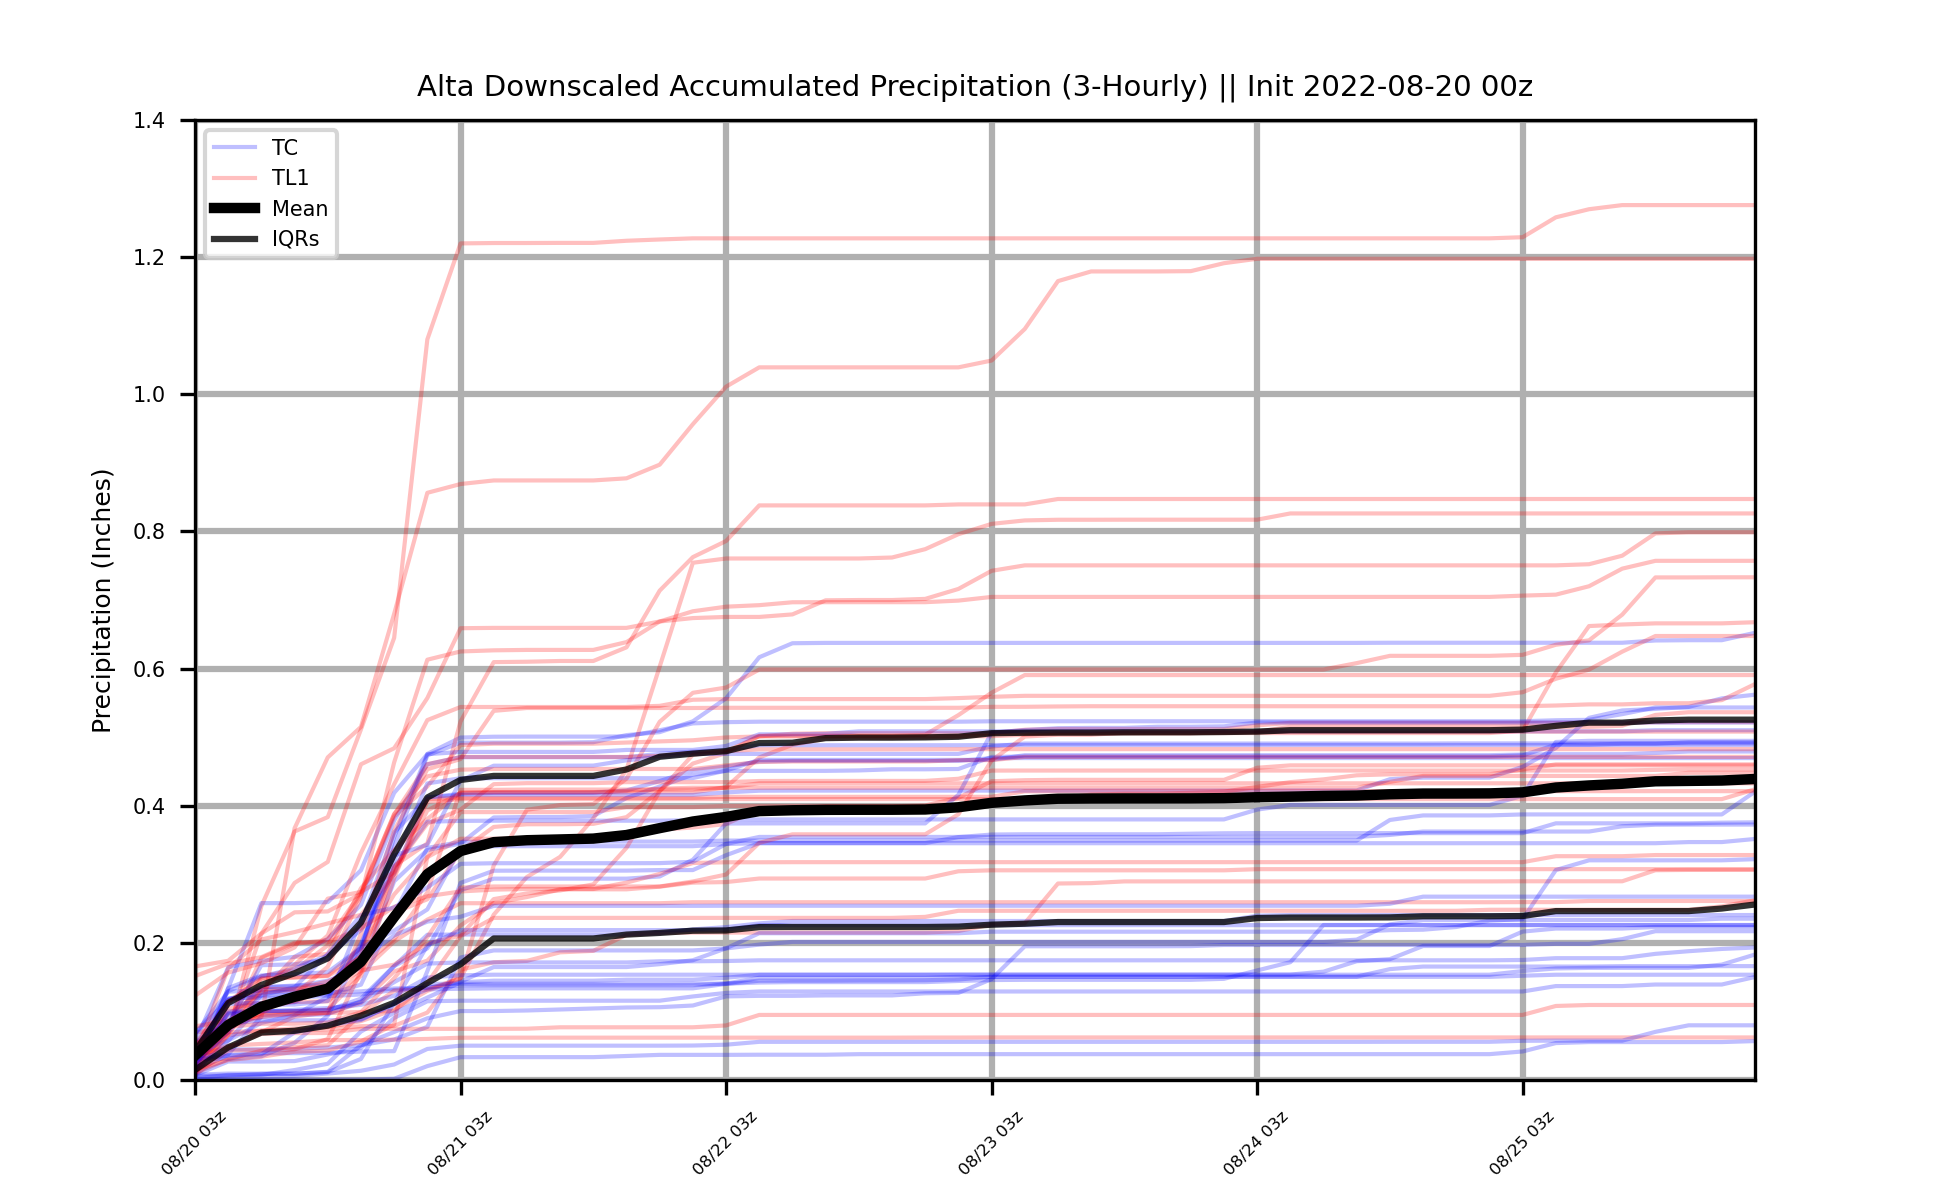 Alta Downscaled Accumulated Precipitation (3-Hourly) || Init 2022-08-20 00z
1.4
1.2
1.0
0.8
0.6
0.4
0.2
0.0
Precipitation (Inches)
TC
TL1
Mean
IQRs
08/20 03z
08/21 03z
08/22 03z
08/23 03z
08/24 03z
08/25 03z